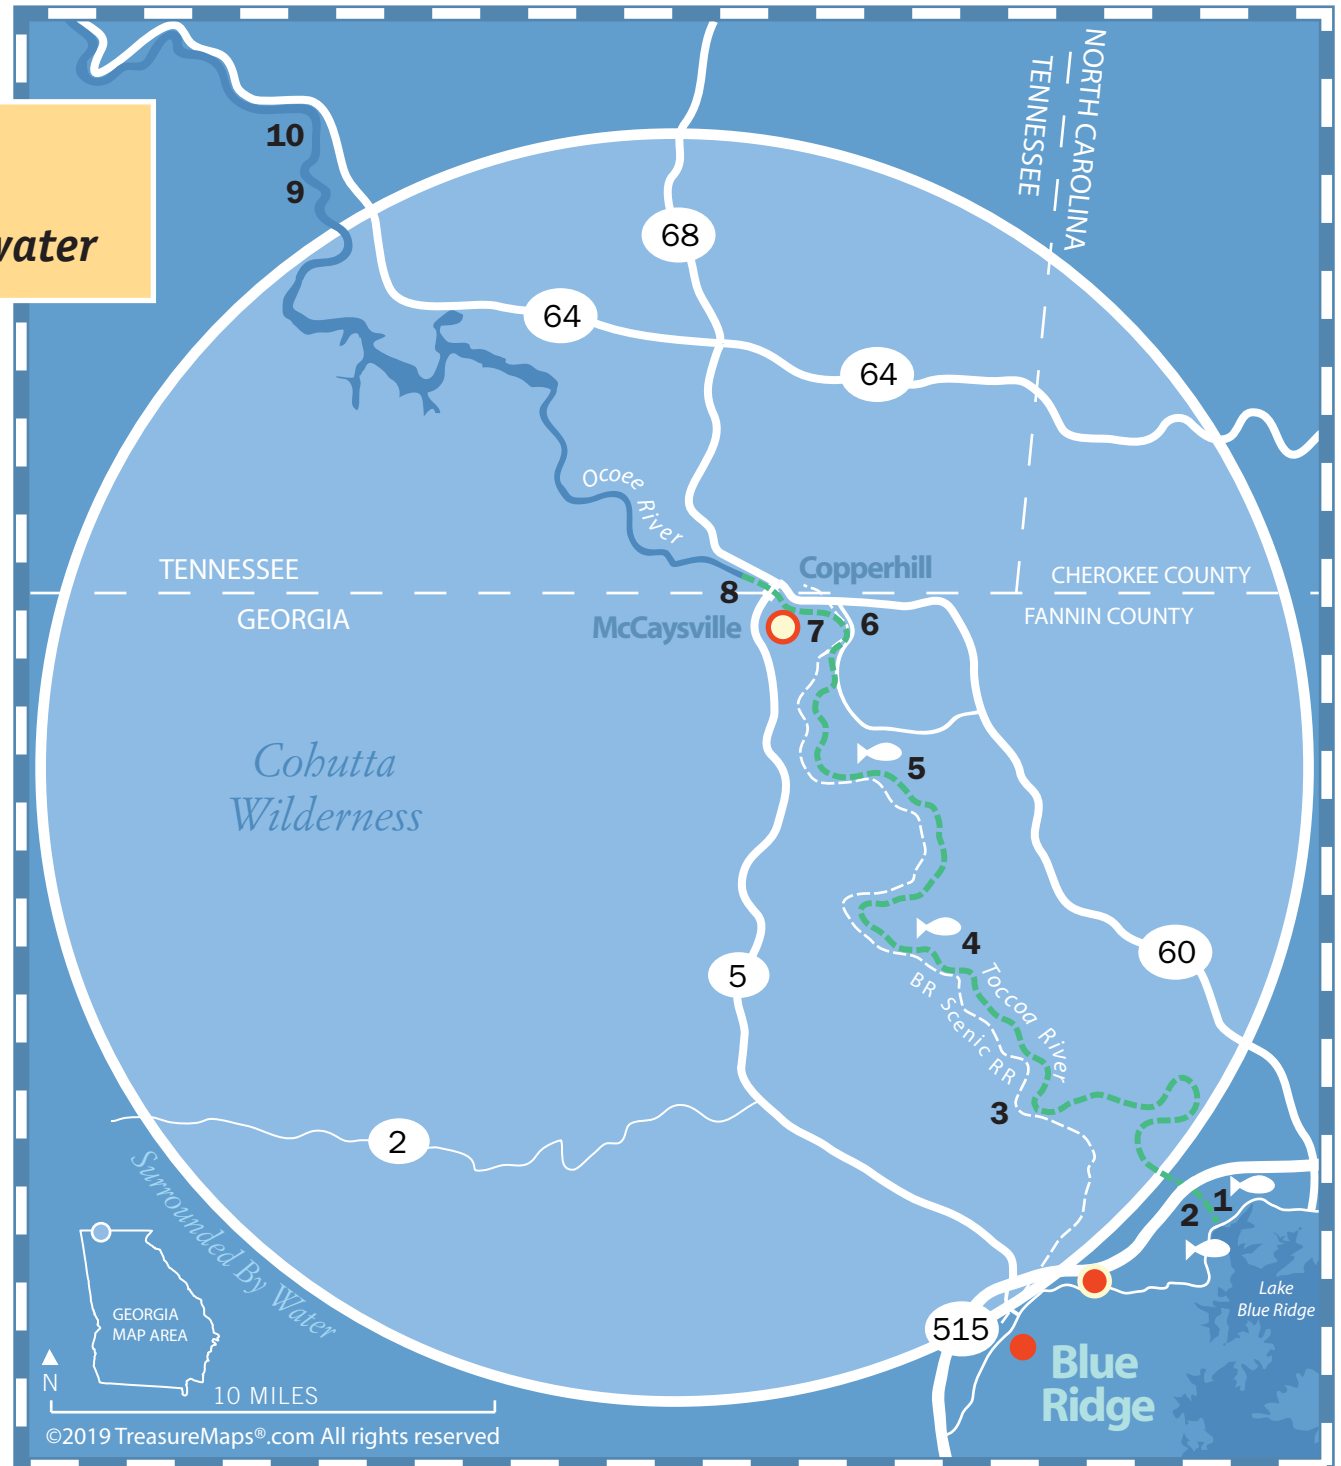 NORTH CAROLINA
TENNESSEE
10
9
water
68
64
64
Ocoee
River
TENNESSEE
GEORGIA
Copperhill
CHEROKEE COUNTY
FANNIN COUNTY
8
McCaysville
7
6
Cohutta
Wilderness
5
4
5
60
Toccoa River
BR Scenic RR
3
2
Surrounded By Water
1
2
Lake
Blue Ridge
GEORGIA
MAP AREA
515
Blue
Ridge
N
10 MILES
©2019 TreasureMaps®.com All rights reserved